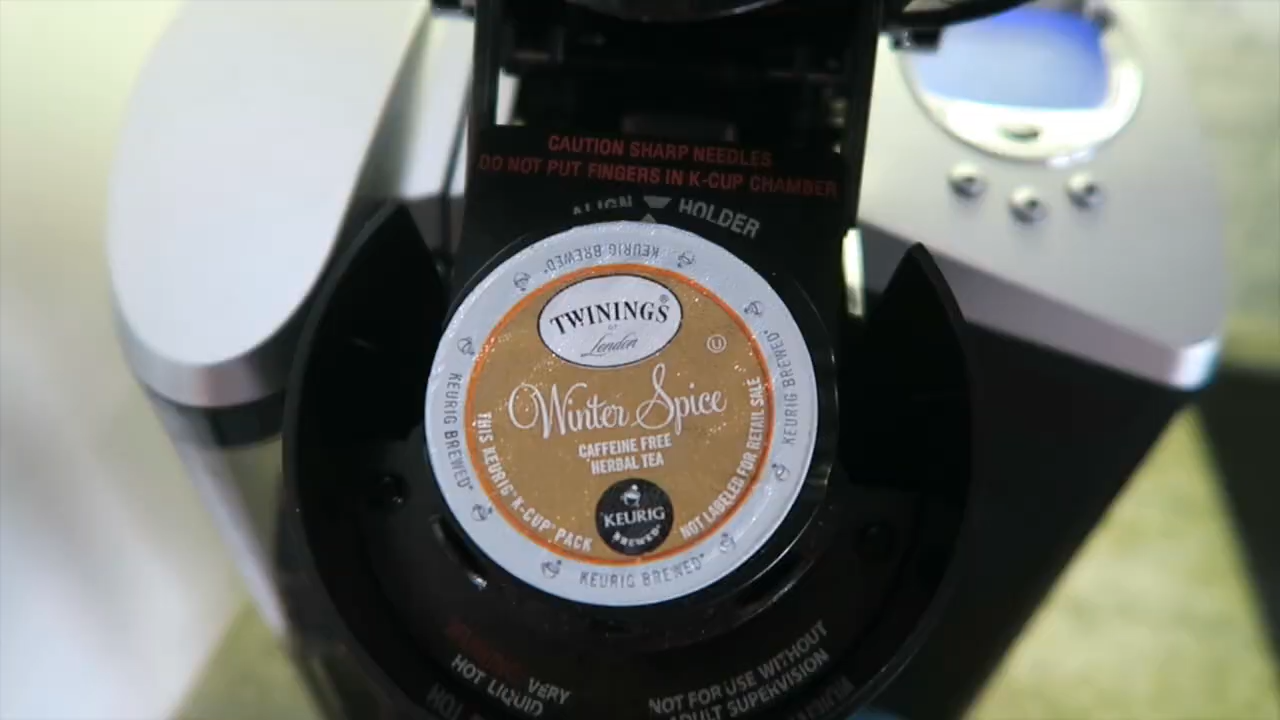 CAUTION SHARP NEEDLES
DO NOT PUT FINGERS IN K-CUP CHAMBER
ALIGN HOLDER
KEURIG BREWED®
TWININGS®
OF
London
U
Winter Spice
CAFFEINE FREE
HERBAL TEA
THIS KEURIG® K-CUP® PACK
NOT LABELED FOR RETAIL SALE
KEURIG
BREWED®
KEURIG BREWED®
KEURIG BREWED®
KEURIG BREWED®
VERY
HOT LIQUID
NOT FOR USE WITHOUT
ADULT SUPERVISION